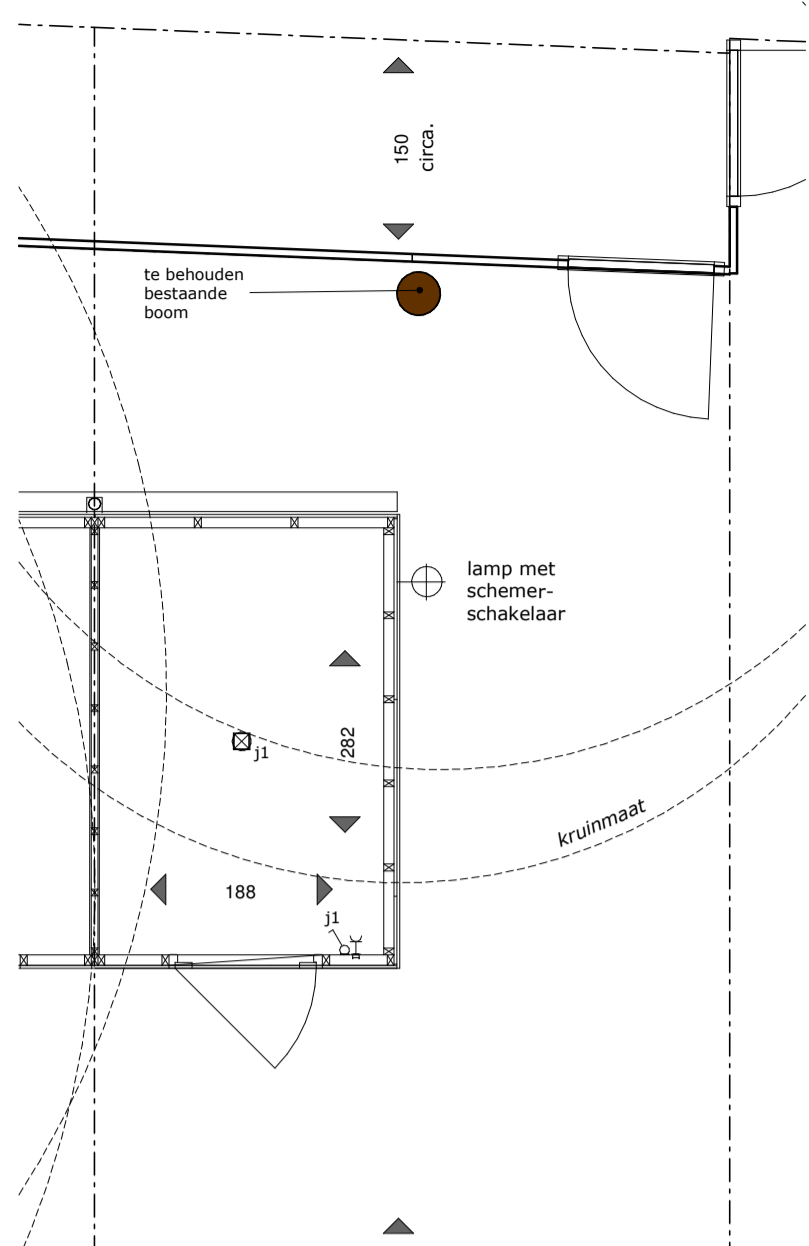 150
circa.
te behouden
bestaande
boom
lamp met
schemer-
schakelaar
282
j1
kruinmaat
188
j1